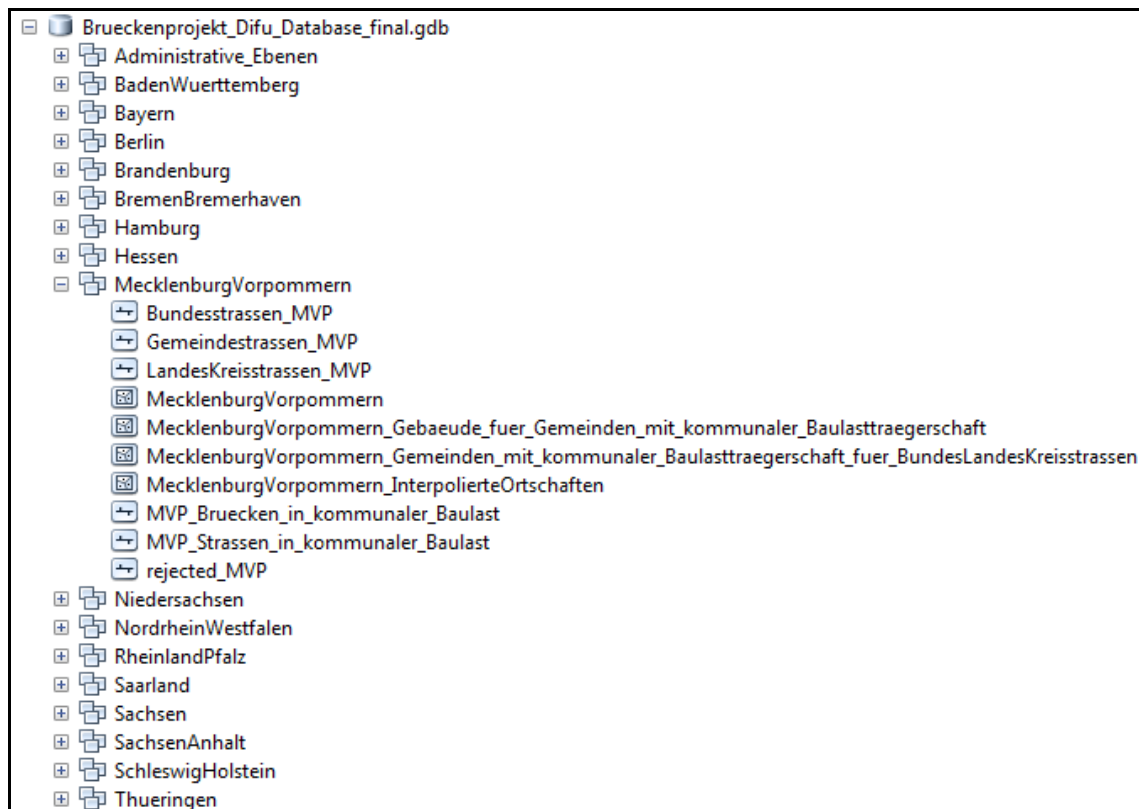 Brueckenprojekt_Difu_Database_final.gdb
Administrative_Ebenen
BadenWuerttemberg
Bayern
Berlin
Brandenburg
BremenBremerhaven
Hamburg
Hessen
MecklenburgVorpommern
Bundesstrassen_MVP
Gemeindestrassen_MVP
LandesKreisstrassen_MVP
MecklenburgVorpommern
MecklenburgVorpommern_Gebaeude_fuer_Gemeinden_mit_kommunaler_Baulasttraegerschaft
MecklenburgVorpommern_Gemeinden_mit_kommunaler_Baulasttraegerschaft_fuer_BundesLandesKreisstrassen
MecklenburgVorpommern_InterpolierteOrtschaften
MVP_Bruecken_in_kommunaler_Baulast
MVP_Strassen_in_kommunaler_Baulast
rejected_MVP
Niedersachsen
NordrheinWestfalen
RheinlandPfalz
Saarland
Sachsen
SachsenAnhalt
SchleswigHolstein
Thueringen